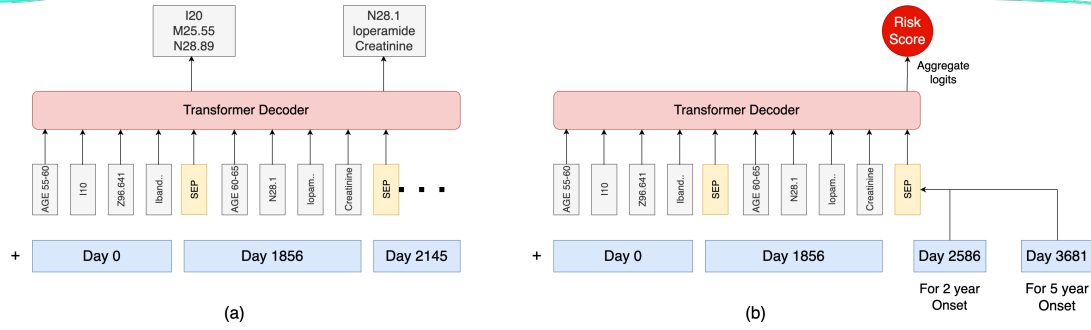 I20
M25.55
N28.89
N28.1
loperamide
Creatinine
Transformer Decoder
AGE 55-60
I10
Z96.641
Iband..
SEP
AGE 60-65
N28.1
lopam..
Creatinine
SEP
+
Day 0
Day 1856
Day 2145
(a)
Risk
Score
Aggregate
logits
Transformer Decoder
AGE 55-60
I10
Z96.641
Iband..
SEP
AGE 60-65
N28.1
lopam..
Creatinine
SEP
+
Day 0
Day 1856
Day 2586
Day 3681
For 2 year
Onset
For 5 year
Onset
(b)